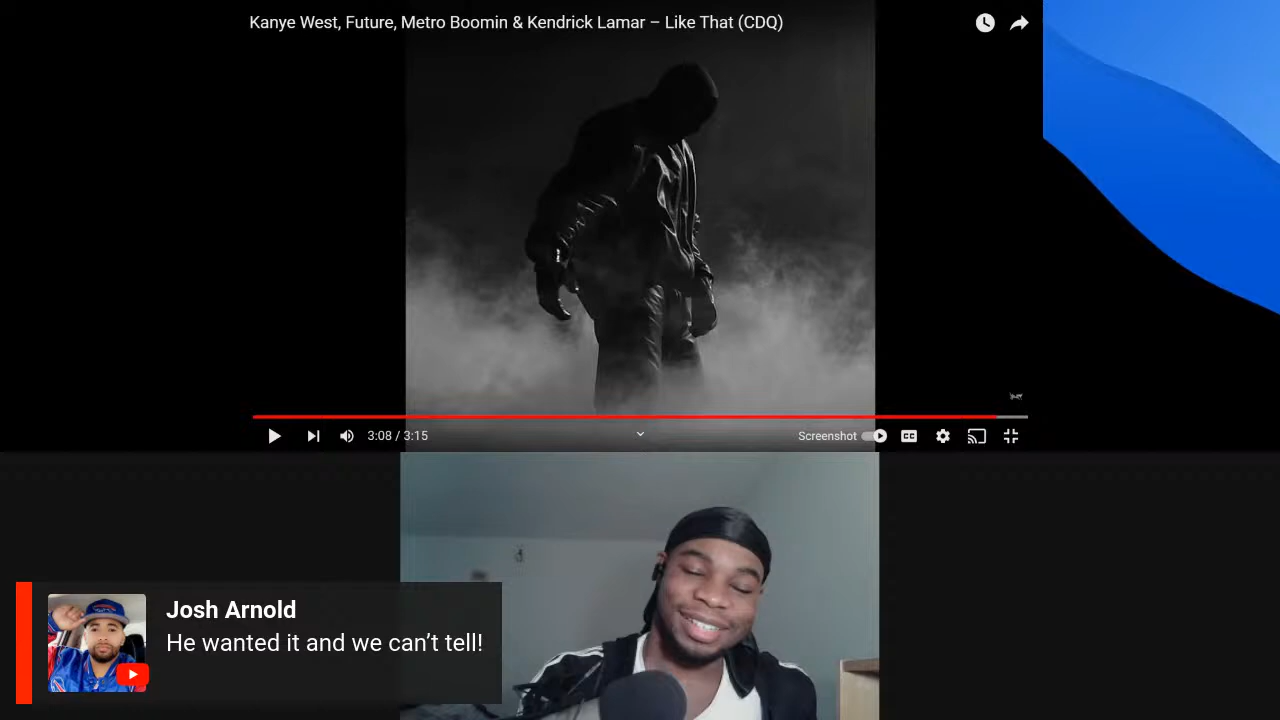 Kanye West, Future, Metro Boomin & Kendrick Lamar – Like That (CDQ)
3:08 / 3:15
Screenshot
CC
Josh Arnold
He wanted it and we can’t tell!